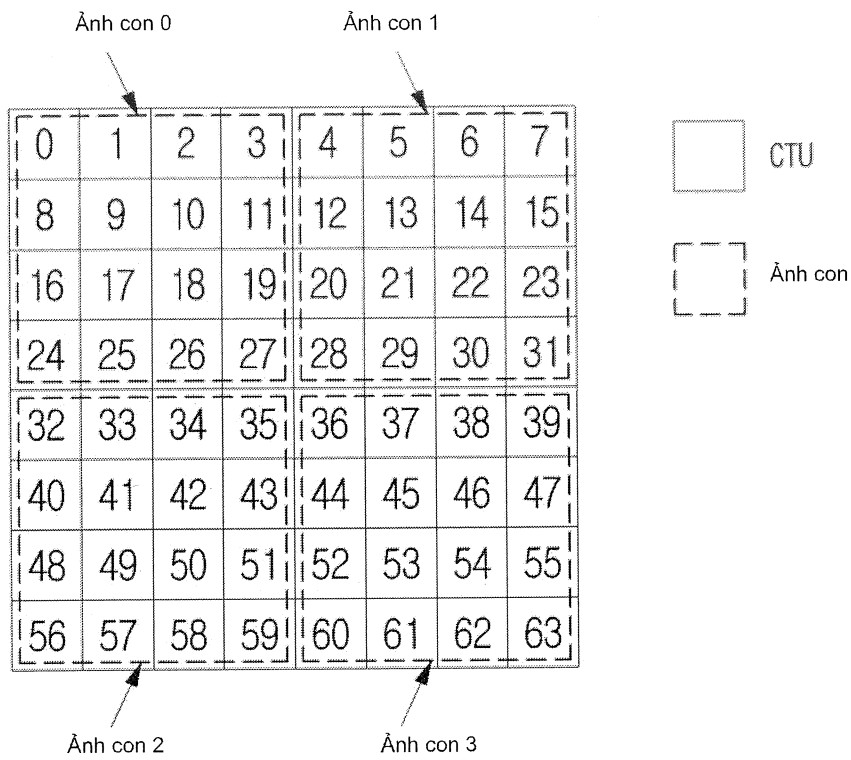 Ảnh con 0 Ảnh con 1
0 1 2 3 4 5 6 7
CTU
8 9 10 11 12 13 14 15
16 17 18 19 20 21 22 23
Ảnh con
24 25 26 27 28 29 30 31
32 33 34 35 36 37 38 39
40 41 42 43 44 45 46 47
48 49 50 51 52 53 54 55
56 57 58 59 60 61 62 63
Ảnh con 2 Ảnh con 3